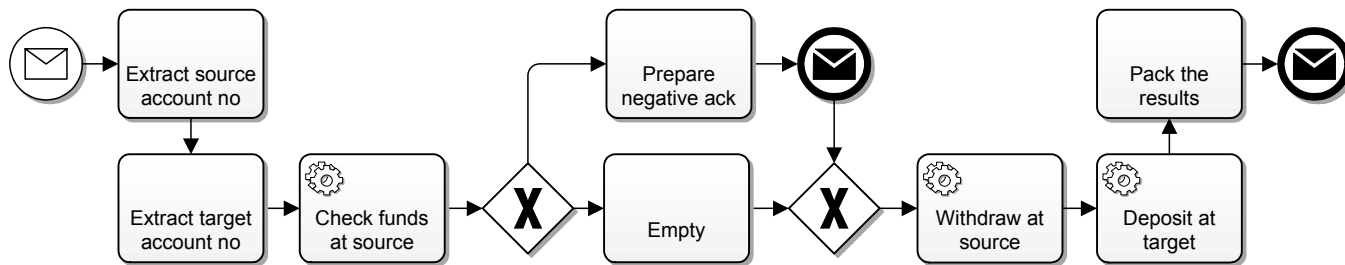 Extract source
account no
Prepare
negative ack
Pack the
results
Extract target
account no
Check funds
at source
X
Empty
X
Withdraw at
source
Deposit at
target